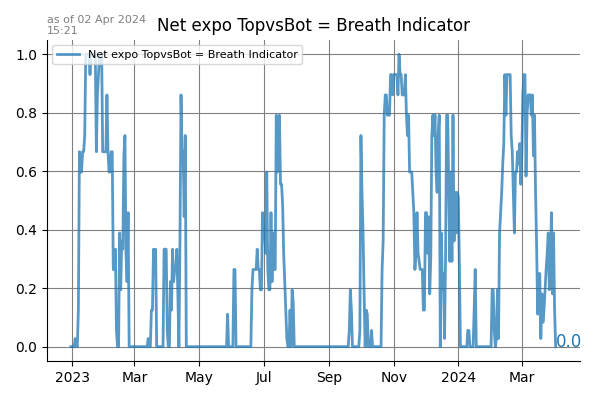 as of 02 Apr 2024
15:21
Net expo TopvsBot = Breath Indicator
Net expo TopvsBot = Breath Indicator
1.0
0.8
0.6
0.4
0.2
0.0
0.0
2023 Mar May Jul Sep Nov 2024 Mar